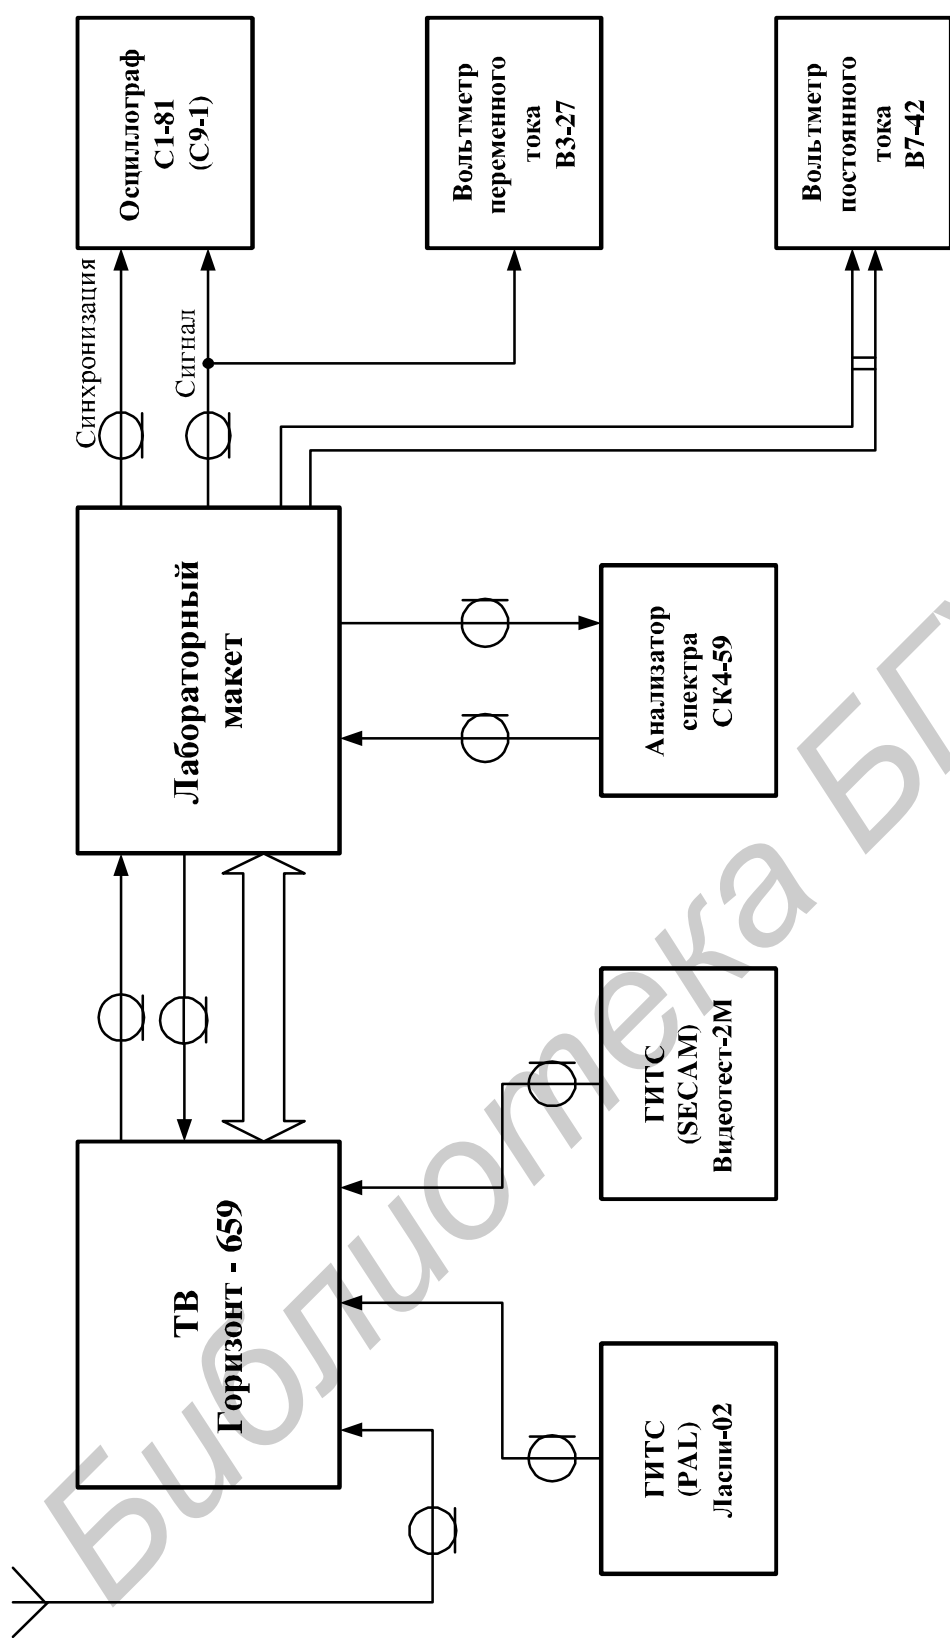 ТВ
Горизонт - 659
Лабораторный
макет
Синхронизация
Сигнал
Осциллограф
С1-81
(С9-1)
Вольтметр
переменного
тока
В3-27
Вольтметр
постоянного
тока
В7-42
ГИТС
(PAL)
Ласпи-02
ГИТС
(SECAM)
Видеотест-2М
Анализатор
спектра
СК4-59
Библиотека БГ